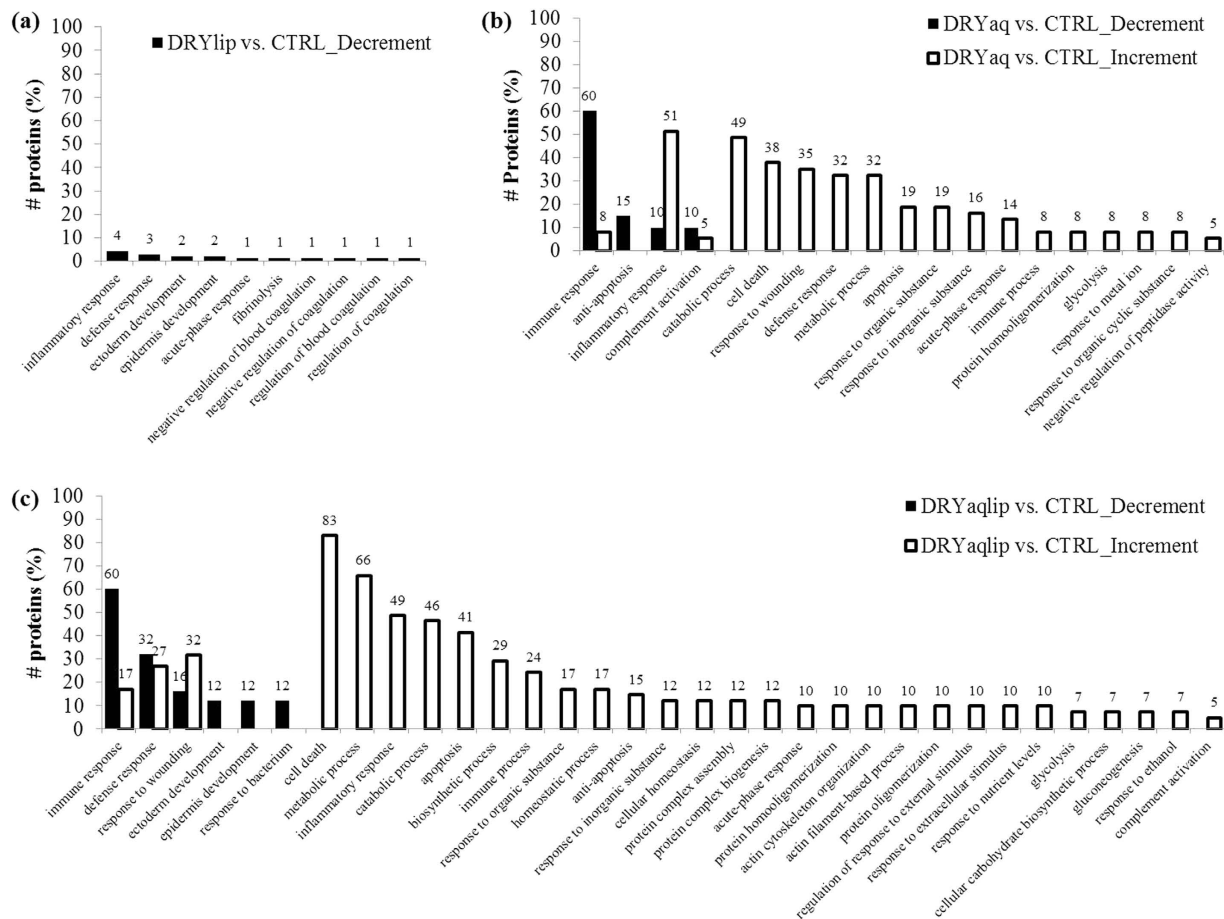 (a)
# proteins (%)
100
90
80
70
60
50
40
30
20
10
0
DRYlip vs. CTRL_Decrement
4
3
2
2
1
1
1
1
1
1
inflammatory response
defense response
ectoderm development
epidermis development
acute-phase response
fibrinolysis
negative regulation of blood coagulation
negative regulation of coagulation
regulation of blood coagulation
regulation of coagulation
(b)
# Proteins (%)
100
90
80
70
60
50
40
30
20
10
0
DRYaq vs. CTRL_Decrement
DRYaq vs. CTRL_Increment
60
8
15
10
51
10
5
49
38
35
32
32
19
19
16
14
8
8
8
8
8
5
immune response
anti-apoptosis
inflammatory response
complement activation
catabolic process
cell death
response to wounding
defense response
metabolic process
apoptosis
response to organic substance
response to inorganic substance
acute-phase response
immune process
protein homooligomerization
glycolysis
response to metal ion
response to organic cyclic substance
negative regulation of peptidase activity
(c)
# proteins (%)
100
90
80
70
60
50
40
30
20
10
0
DRYaqlip vs. CTRL_Decrement
DRYaqlip vs. CTRL_Increment
60
17
32
27
16
32
12
12
12
83
66
49
46
41
29
24
17
17
15
12
12
12
12
10
10
10
10
10
10
10
10
7
7
7
7
5
immune response
defense response
response to wounding
ectoderm development
epidermis development
response to bacterium
cell death
metabolic process
inflammatory response
catabolic process
apoptosis
biosynthetic process
immune process
response to organic substance
homeostatic process
anti-apoptosis
response to inorganic substance
cellular homeostasis
protein complex assembly
protein complex biogenesis
acute-phase response
protein homooligomerization
actin cytoskeleton organization
actin filament-based process
protein oligomerization
regulation of response to external stimulus
response to extracellular stimulus
response to nutrient levels
glycolysis
cellular carbohydrate biosynthetic process
gluconeogenesis
response to ethanol
complement activation